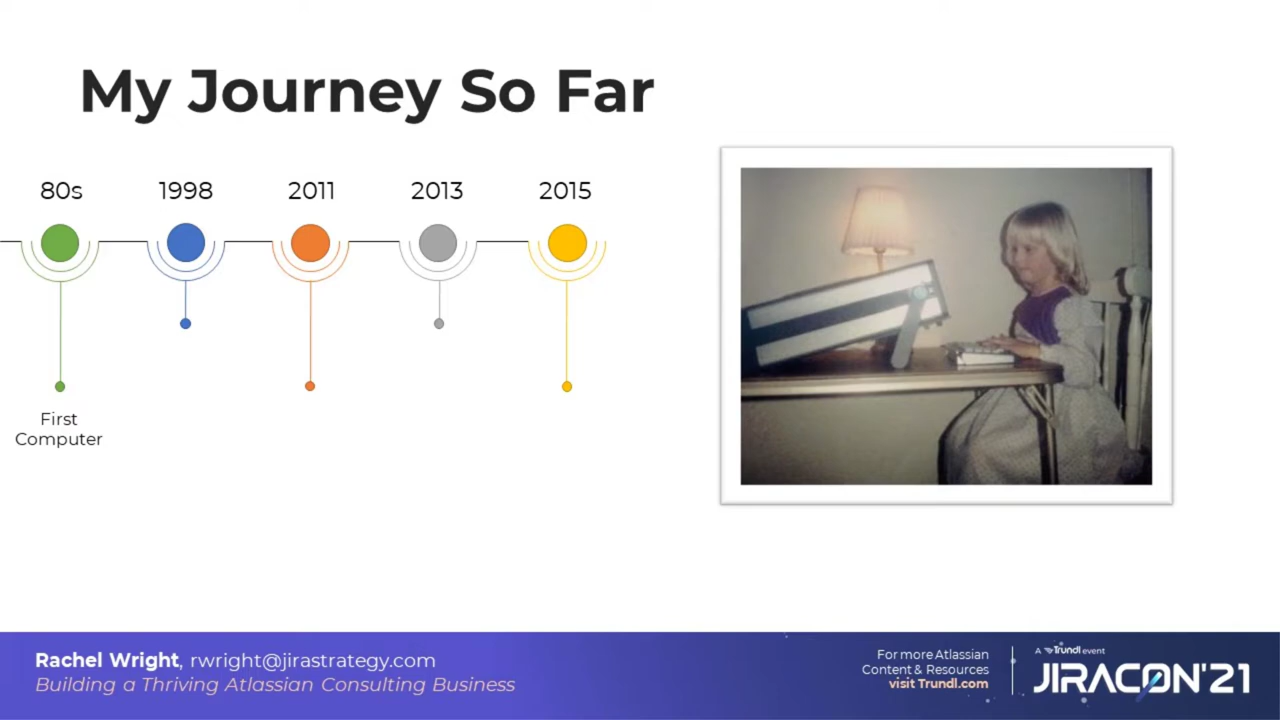 My Journey So Far
80s
1998
2011
2013
2015
First
Computer
Rachel Wright, rwright@jirastrategy.com
Building a Thriving Atlassian Consulting Business
For more Atlassian
Content & Resources
visit Trundl.com
A Trundl event
JIRACON'21